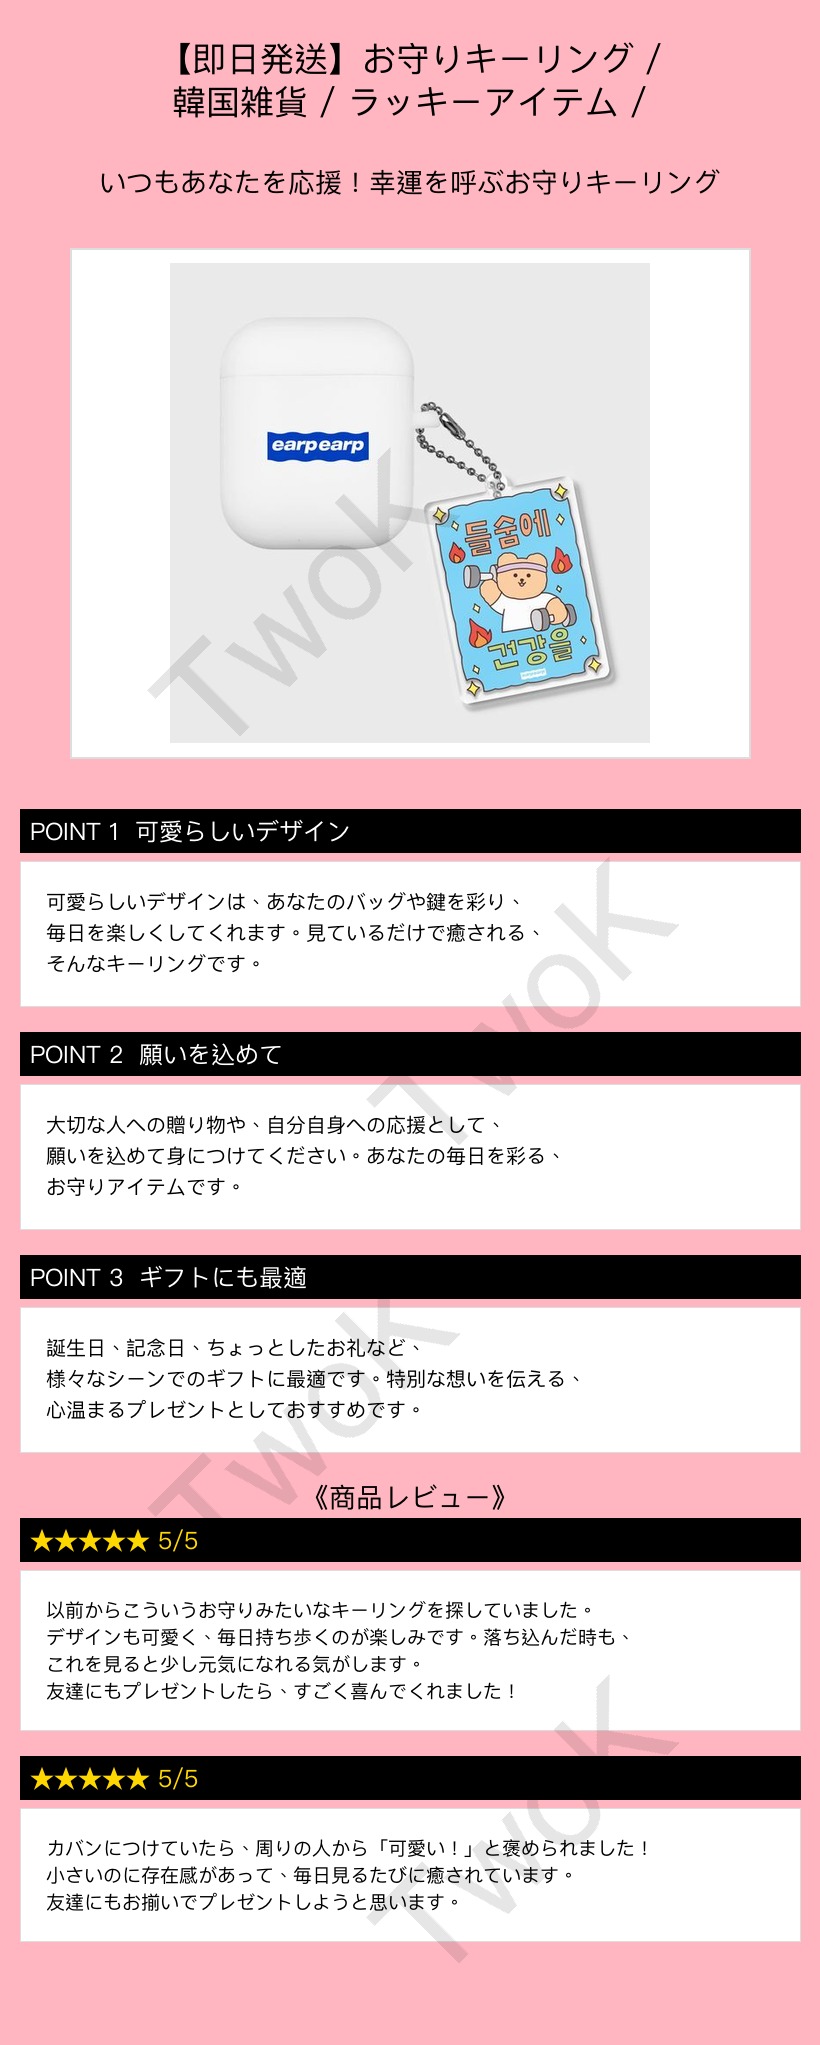 【即日発送】お守りキーリング /
韓国雑貨 / ラッキーアイテム /
いつもあなたを応援！幸運を呼ぶお守りキーリング
earpearp
들숨에
건강을
TwoK
POINT 1 可愛らしいデザイン
可愛らしいデザインは、あなたのバッグや鍵を彩り、
毎日を楽しくしてくれます。見ているだけで癒される、
そんなキーリングです。
TwoK
POINT 2 願いを込めて
大切な人への贈り物や、自分自身への応援として、
願いを込めて身につけてください。あなたの毎日を彩る、
お守りアイテムです。
POINT 3 ギフトにも最適
誕生日、記念日、ちょっとしたお礼など、
様々なシーンでのギフトに最適です。特別な想いを伝える、
心温まるプレゼントとしておすすめです。
TwoK
《商品レビュー》
★★★★★ 5/5
以前からこういうお守りみたいなキーリングを探していました。
デザインも可愛く、毎日持ち歩くのが楽しみです。落ち込んだ時も、
これを見ると少し元気になれる気がします。
友達にもプレゼントしたら、すごく喜んでくれました！
★★★★★ 5/5
カバンにつけていたら、周りの人から「可愛い！」と褒められました！
小さいのに存在感があって、毎日見るたびに癒されています。
友達にもお揃いでプレゼントしようと思います。
TwoK